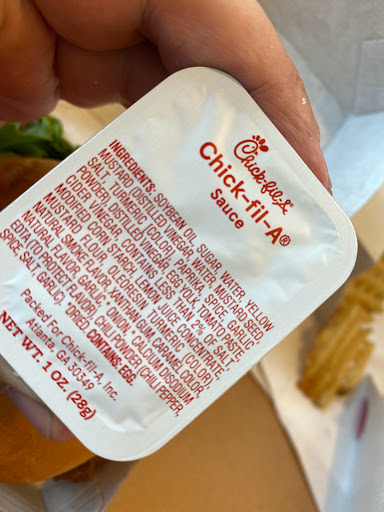 Chick-fil-A
Chick-fil-A®
Sauce
INGREDIENTS: SOYBEAN OIL, SUGAR, WATER, YELLOW
MUSTARD (DISTILLED VINEGAR, WATER, MUSTARD SEED,
SALT, TURMERIC [COLOR], PAPRIKA, SPICE, GARLIC
POWDER), DISTILLED VINEGAR, EGG YOLK, TOMATO PASTE,
CIDER VINEGAR, CONTAINS LESS THAN 2% OF SALT,
MODIFIED CORN STARCH, LEMON JUICE CONCENTRATE,
MUSTARD FLOUR, OLEORESIN TURMERIC (COLOR),
NATURAL SMOKE FLAVOR, XANTHAN GUM, CARAMEL COLOR,
NATURAL FLAVOR, GARLIC*, ONION*, CALCIUM DISODIUM
EDTA (TO PROTECT FLAVOR), CHILI POWDER (CHILI PEPPER,
SPICE, SALT, GARLIC). *DRIED. CONTAINS: EGG.
Packed For Chick-fil-A, Inc.
Atlanta GA 30349
NET WT. 1 OZ. (28g)